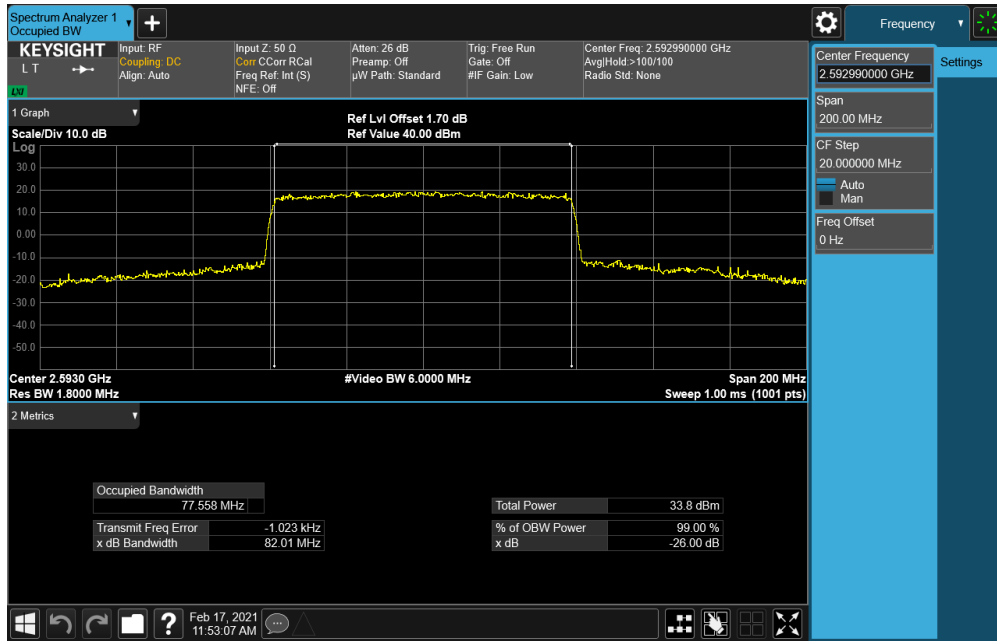 Spectrum Analyzer 1
Occupied BW
Frequency
KEYSIGHT
L T
LXI
Input: RF
Coupling: DC
Align: Auto
Input Z: 50 Ω
Corr CCorr RCal
Freq Ref: Int (S)
NFE: Off
Atten: 26 dB
Preamp: Off
µW Path: Standard
Trig: Free Run
Gate: Off
#IF Gain: Low
Center Freq: 2.592990000 GHz
Avg|Hold:>100/100
Radio Std: None
Center Frequency
2.592990000 GHz
Settings
Span
200.00 MHz
CF Step
20.000000 MHz
Auto
Man
Freq Offset
0 Hz
1 Graph
Scale/Div 10.0 dB
Ref Lvl Offset 1.70 dB
Ref Value 40.00 dBm
Log
30.0
20.0
10.0
0.00
-10.0
-20.0
-30.0
-40.0
-50.0
Center 2.5930 GHz
Res BW 1.8000 MHz
#Video BW 6.0000 MHz
Span 200 MHz
Sweep 1.00 ms (1001 pts)
2 Metrics
Occupied Bandwidth
77.558 MHz
Transmit Freq Error -1.023 kHz
x dB Bandwidth 82.01 MHz
Total Power 33.8 dBm
% of OBW Power 99.00 %
x dB -26.00 dB
Feb 17, 2021
11:53:07 AM